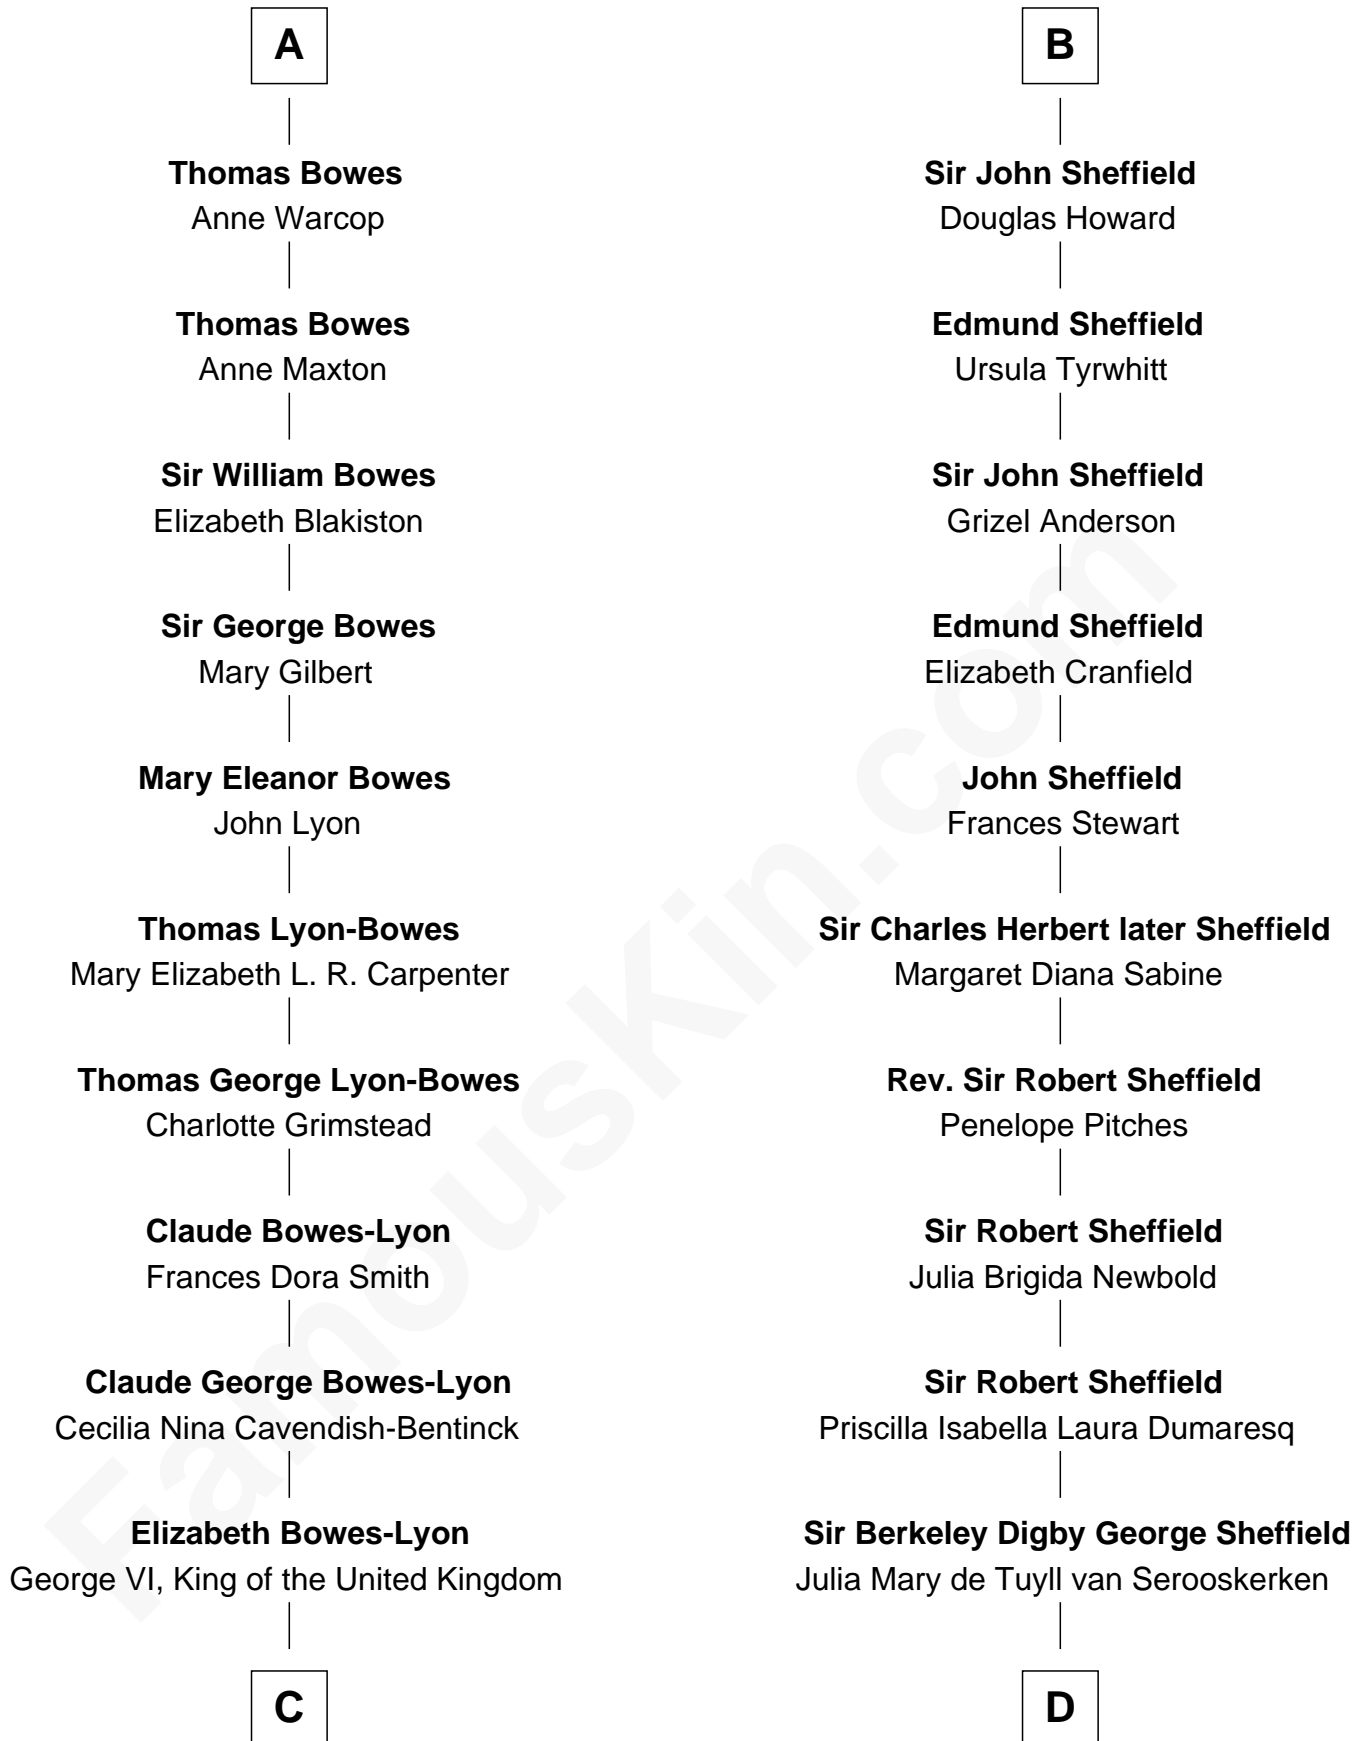 A
Thomas Bowes
Anne Warcop
Thomas Bowes
Anne Maxton
Sir William Bowes
Elizabeth Blakiston
Sir George Bowes
Mary Gilbert
Mary Eleanor Bowes
John Lyon
Thomas Lyon-Bowes
Mary Elizabeth L. R. Carpenter
Thomas George Lyon-Bowes
Charlotte Grimstead
Claude Bowes-Lyon
Frances Dora Smith
Claude George Bowes-Lyon
Cecilia Nina Cavendish-Bentinck
Elizabeth Bowes-Lyon
George VI, King of the United Kingdom
C
B
Sir John Sheffield
Douglas Howard
Edmund Sheffield
Ursula Tyrwhitt
Sir John Sheffield
Grizel Anderson
Edmund Sheffield
Elizabeth Cranfield
John Sheffield
Frances Stewart
Sir Charles Herbert later Sheffield
Margaret Diana Sabine
Rev. Sir Robert Sheffield
Penelope Pitches
Sir Robert Sheffield
Julia Brigida Newbold
Sir Robert Sheffield
Priscilla Isabella Laura Dumaresq
Sir Berkeley Digby George Sheffield
Julia Mary de Tuyll van Serooskerken
D
FamousKin.com